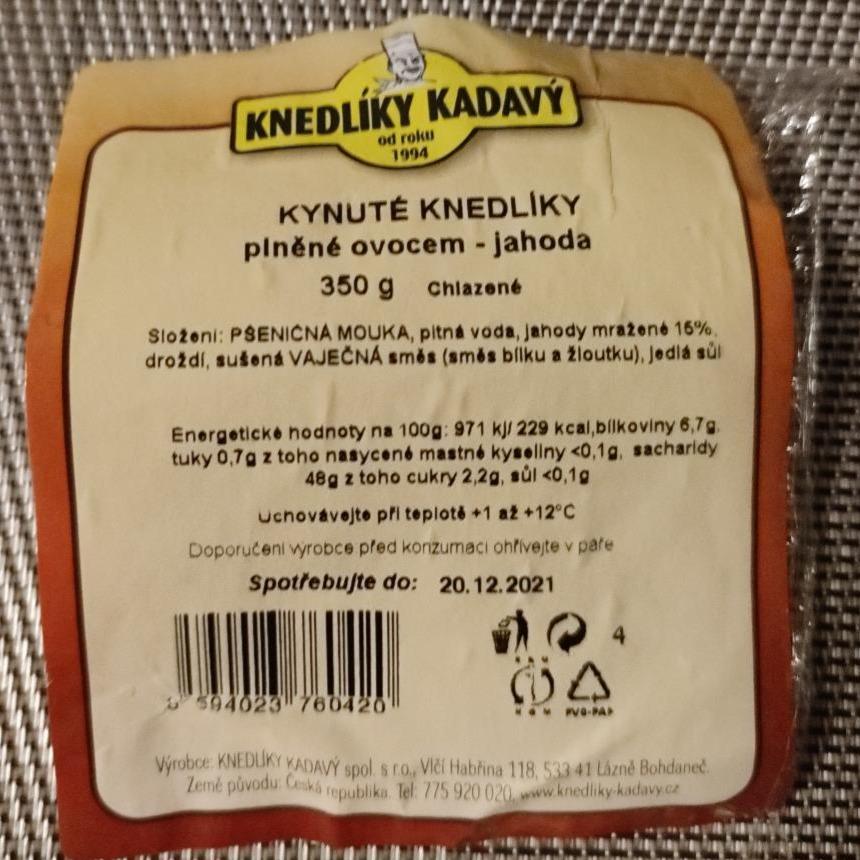 KNEDLÍKY KADAVÝ
od roku
1994
KYNUTÉ KNEDLÍKY
plněné ovocem - jahoda
350 g Chlazené
Složení: PŠENIČNÁ MOUKA, pitná voda, jahody mražené 15%,
droždí, sušená VAJEČNÁ směs (směs bílku a žloutku), jedlá sůl
Energetické hodnoty na 100g: 971 kj/ 229 kcal,bílkoviny 6,7g,
tuky 0,7g z toho nasycené mastné kyseliny <0,1g, sacharidy
48g z toho cukry 2,2g, sůl <0,1g
Uchovávejte při teplotě +1 až +12°C
Doporučení výrobce před konzumací ohřívejte v páře
Spotřebujte do: 20.12.2021
4
8 594023 760420
Výrobce: KNEDLÍKY KADAVÝ spol. s r.o., Vlčí Habřina 118, 533 41 Lázně Bohdaneč.
Země původu: Česká republika. Tel: 775 920 020, www.knedliky-kadavy.cz